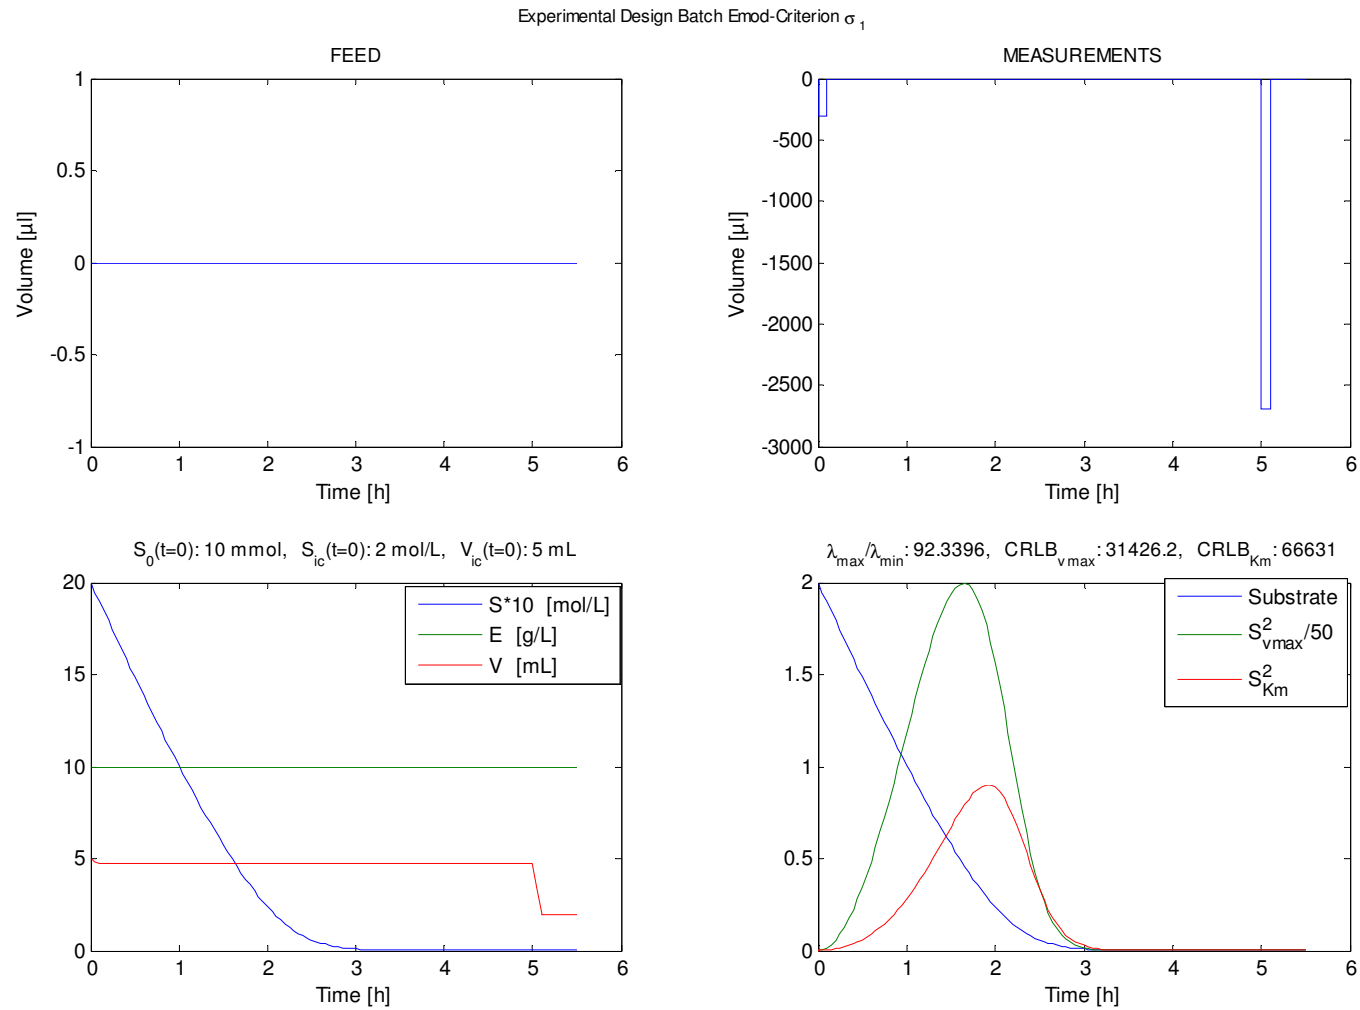 Experimental Design Batch Emod-Criterion σ1
FEED
1
0.5
0
-0.5
-1
Volume [µl]
0 1 2 3 4 5 6
Time [h]
MEASUREMENTS
0
-500
-1000
-1500
-2000
-2500
-3000
Volume [µl]
0 1 2 3 4 5 6
Time [h]
S0(t=0): 10 mmol, Sic(t=0): 2 mol/L, Vic(t=0): 5 mL
20
15
10
5
0
S*10 [mol/L]
E [g/L]
V [mL]
0 1 2 3 4 5 6
Time [h]
λmax/λmin: 92.3396, CRLBvmax: 31426.2, CRLBKm: 66631
2
1.5
1
0.5
0
Substrate
S²vmax/50
S²Km
0 1 2 3 4 5 6
Time [h]